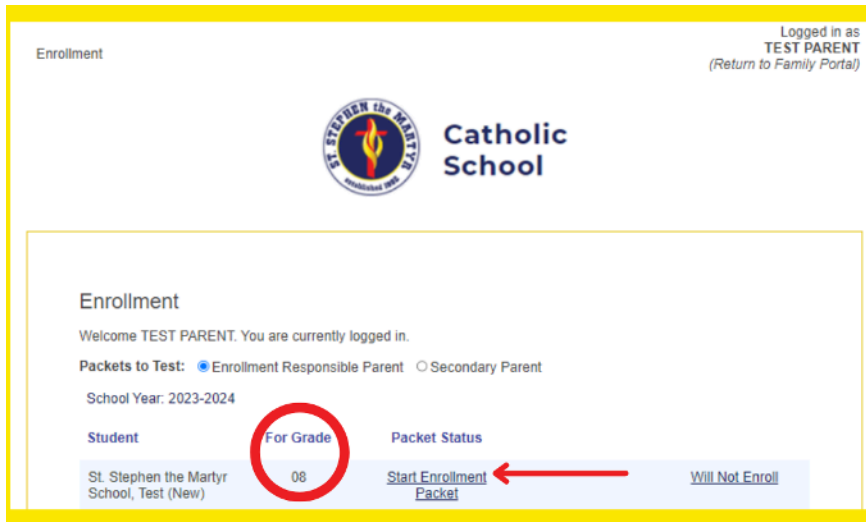 Logged in as
Enrollment
TEST PARENT
(Return to Family Portal)
ST. STEPHEN the MARTYR
established 1992
Catholic
School
Enrollment
Welcome TEST PARENT. You are currently logged in.
Packets to Test: Enrollment Responsible Parent Secondary Parent
School Year: 2023-2024
Student For Grade Packet Status
St. Stephen the Martyr 08 Start Enrollment Will Not Enroll
School, Test (New) Packet